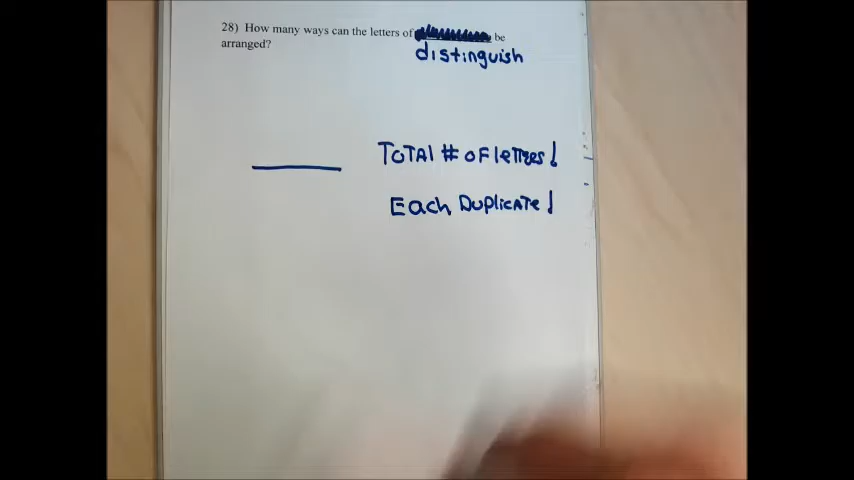 28) How many ways can the letters of be
arranged?
distinguish
TOTAL # OF letters!
Each Duplicate!